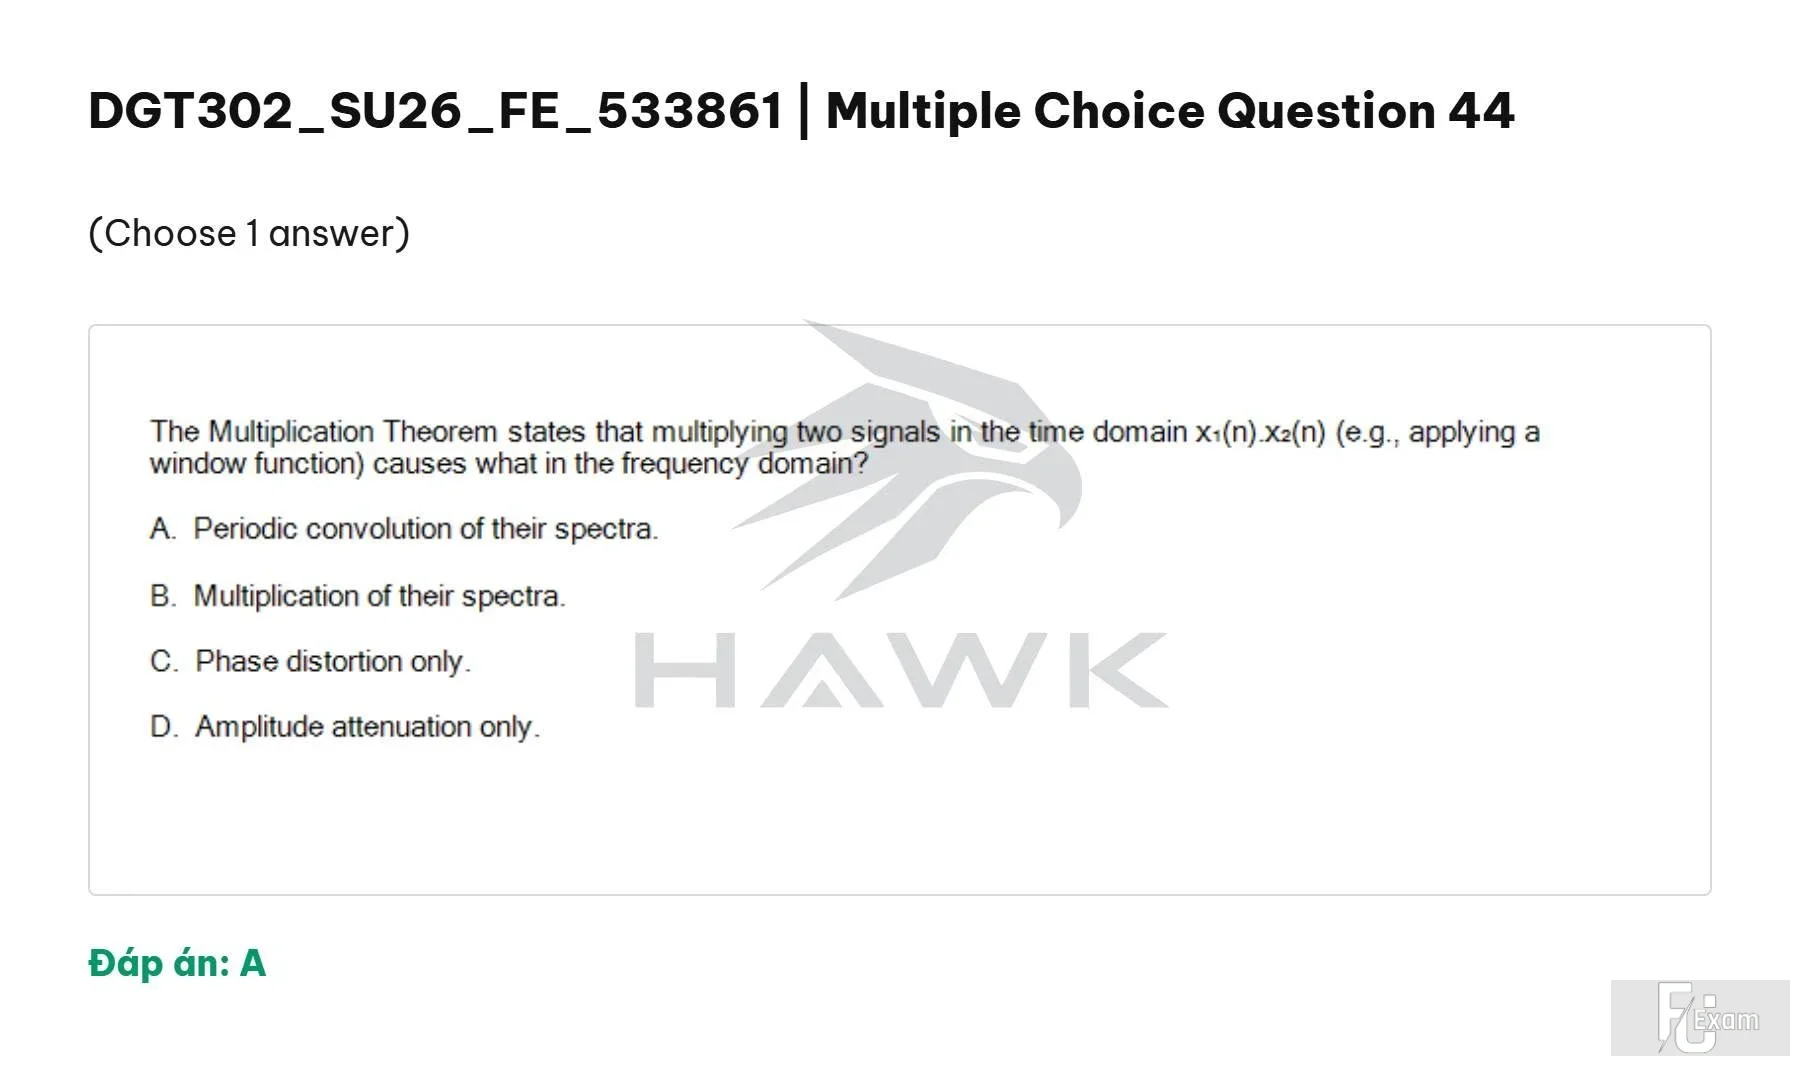 DGT302_SU26_FE_533861 | Multiple Choice Question 44
(Choose 1 answer)
The Multiplication Theorem states that multiplying two signals in the time domain x₁(n).x₂(n) (e.g., applying a
window function) causes what in the frequency domain?
A. Periodic convolution of their spectra.
B. Multiplication of their spectra.
C. Phase distortion only.
D. Amplitude attenuation only.
HAWK
Đáp án: A
FU Exam